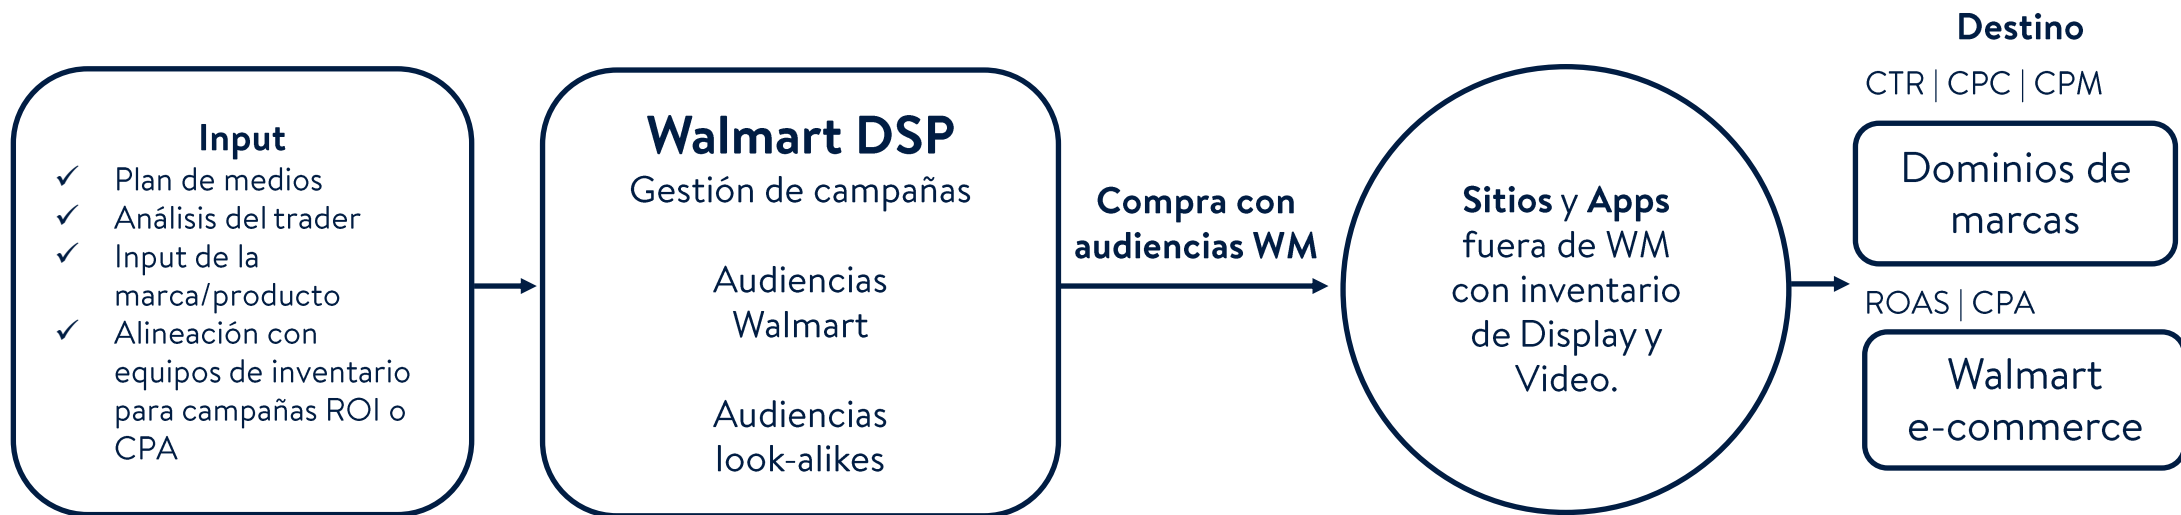 Input
✓ Plan de medios
✓ Análisis del trader
✓ Input de la
marca/producto
✓ Alineación con
equipos de inventario
para campañas ROI o
CPA
Walmart DSP
Gestión de campañas
Audiencias
Walmart
Audiencias
look-alikes
Compra con
audiencias WM
Sitios y Apps
fuera de WM
con inventario
de Display y
Video.
Destino
CTR | CPC | CPM
Dominios de
marcas
ROAS | CPA
Walmart
e-commerce